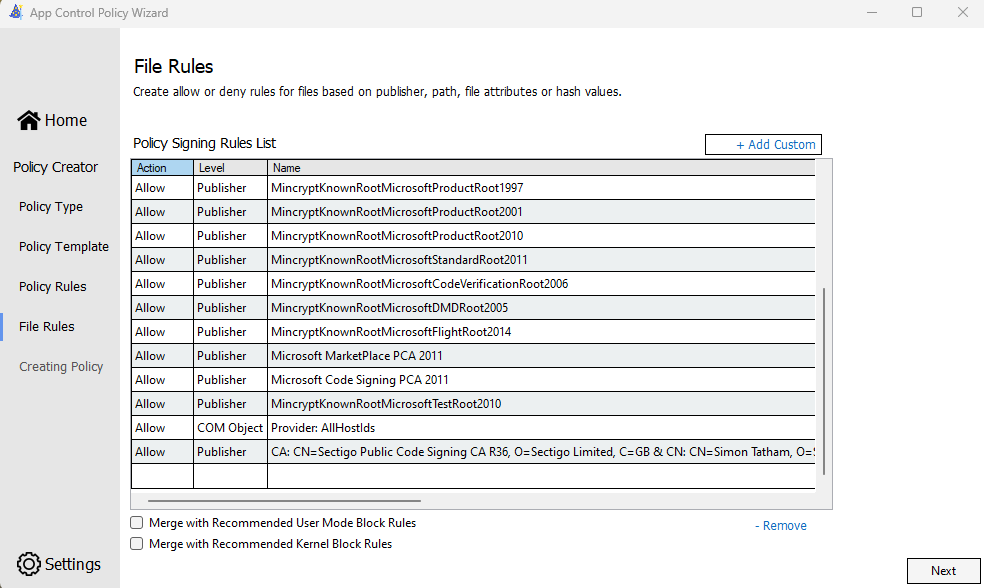 App Control Policy Wizard
Home
Policy Creator
Policy Type
Policy Template
Policy Rules
File Rules
Creating Policy
Settings
File Rules
Create allow or deny rules for files based on publisher, path, file attributes or hash values.
Policy Signing Rules List
+ Add Custom
Action Level Name
Allow Publisher MincryptKnownRootMicrosoftProductRoot1997
Allow Publisher MincryptKnownRootMicrosoftProductRoot2001
Allow Publisher MincryptKnownRootMicrosoftProductRoot2010
Allow Publisher MincryptKnownRootMicrosoftStandardRoot2011
Allow Publisher MincryptKnownRootMicrosoftCodeVerificationRoot2006
Allow Publisher MincryptKnownRootMicrosoftDMDRoot2005
Allow Publisher MincryptKnownRootMicrosoftFlightRoot2014
Allow Publisher Microsoft MarketPlace PCA 2011
Allow Publisher Microsoft Code Signing PCA 2011
Allow Publisher MincryptKnownRootMicrosoftTestRoot2010
Allow COM Object Provider: AllHostIds
Allow Publisher CA: CN=Sectigo Public Code Signing CA R36, O=Sectigo Limited, C=GB & CN: CN=Simon Tatham, O=S
Merge with Recommended User Mode Block Rules
- Remove
Merge with Recommended Kernel Block Rules
Next